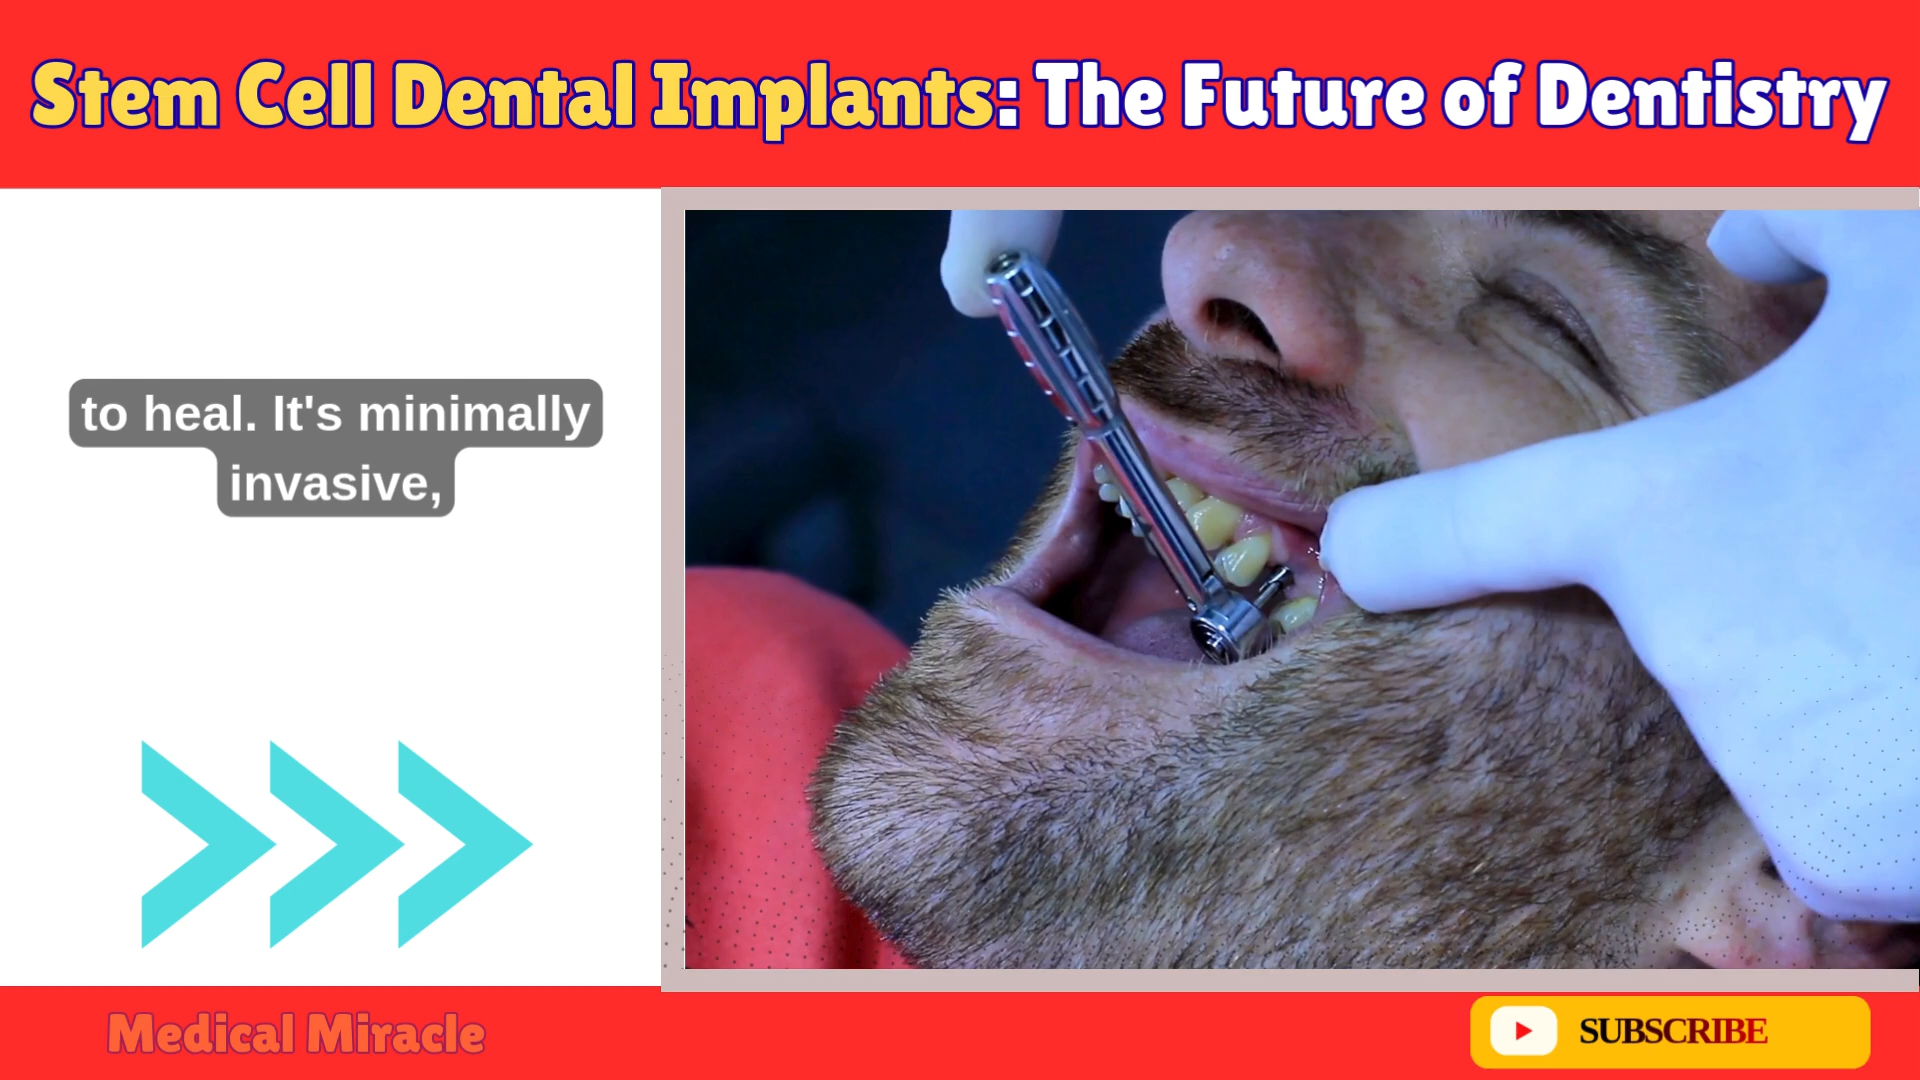 Stem Cell Dental Implants: The Future of Dentistry
to heal. It's minimally
invasive,
Medical Miracle
SUBSCRIBE